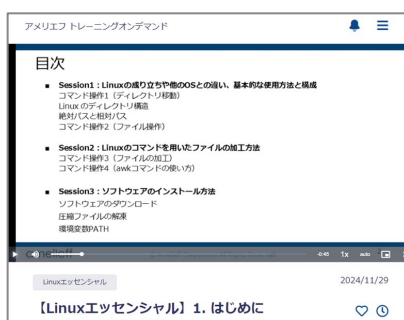 アメリエフ トレーニングオンデマンド
目次
■ Session1：Linuxの成り立ちや他のOSとの違い、基本的な使用方法と構成
コマンド操作1（ディレクトリ移動）
Linux のディレクトリ構造
絶対パスと相対パス
コマンド操作2（ファイル操作）
■ Session2：Linuxのコマンドを用いたファイルの加工方法
コマンド操作3（ファイルの加工）
コマンド操作4（awkコマンドの使い方）
■ Session3：ソフトウェアのインストール方法
ソフトウェアのダウンロード
圧縮ファイルの解凍
環境変数PATH
-0:45 1x auto
Linuxエッセンシャル
2024/11/29
【Linuxエッセンシャル】1. はじめに